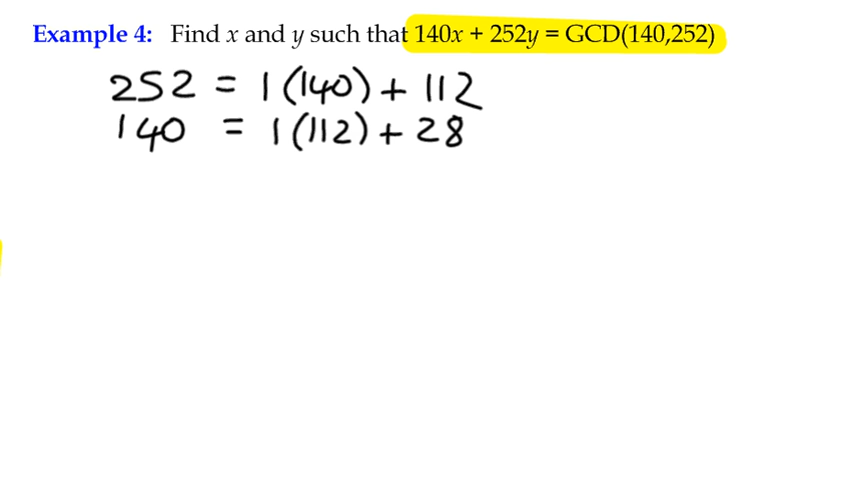 Example 4: Find x and y such that 140x + 252y = GCD(140,252)
252 = 1(140) + 112
140 = 1(112) + 28